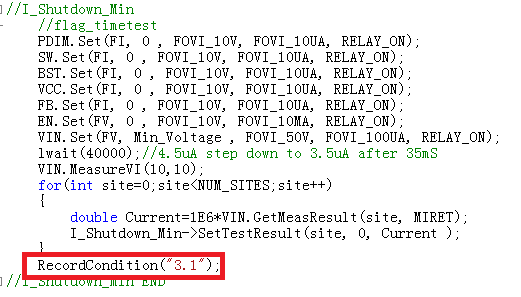 //I_Shutdown_Min
//flag_timetest
PDIM.Set(FI, 0 , FOVI_10V, FOVI_10UA, RELAY_ON);
SW.Set(FI, 0 , FOVI_10V, FOVI_10UA, RELAY_ON);
BST.Set(FI, 0 , FOVI_10V, FOVI_10UA, RELAY_ON);
VCC.Set(FI, 0 , FOVI_10V, FOVI_10UA, RELAY_ON);
FB.Set(FI, 0 , FOVI_10V, FOVI_10UA, RELAY_ON);
EN.Set(FV, 0 , FOVI_10V, FOVI_10MA, RELAY_ON);
VIN.Set(FV, Min_Voltage , FOVI_50V, FOVI_100UA, RELAY_ON);
lwait(40000);//4.5uA step down to 3.5uA after 35mS
VIN.MeasureVI(10,10);
for(int site=0;site<NUM_SITES;site++)
{
double Current=1E6*VIN.GetMeasResult(site, MIRET);
I_Shutdown_Min->SetTestResult(site, 0, Current );
}
RecordCondition("3.1");
//I_Shutdown_Min END